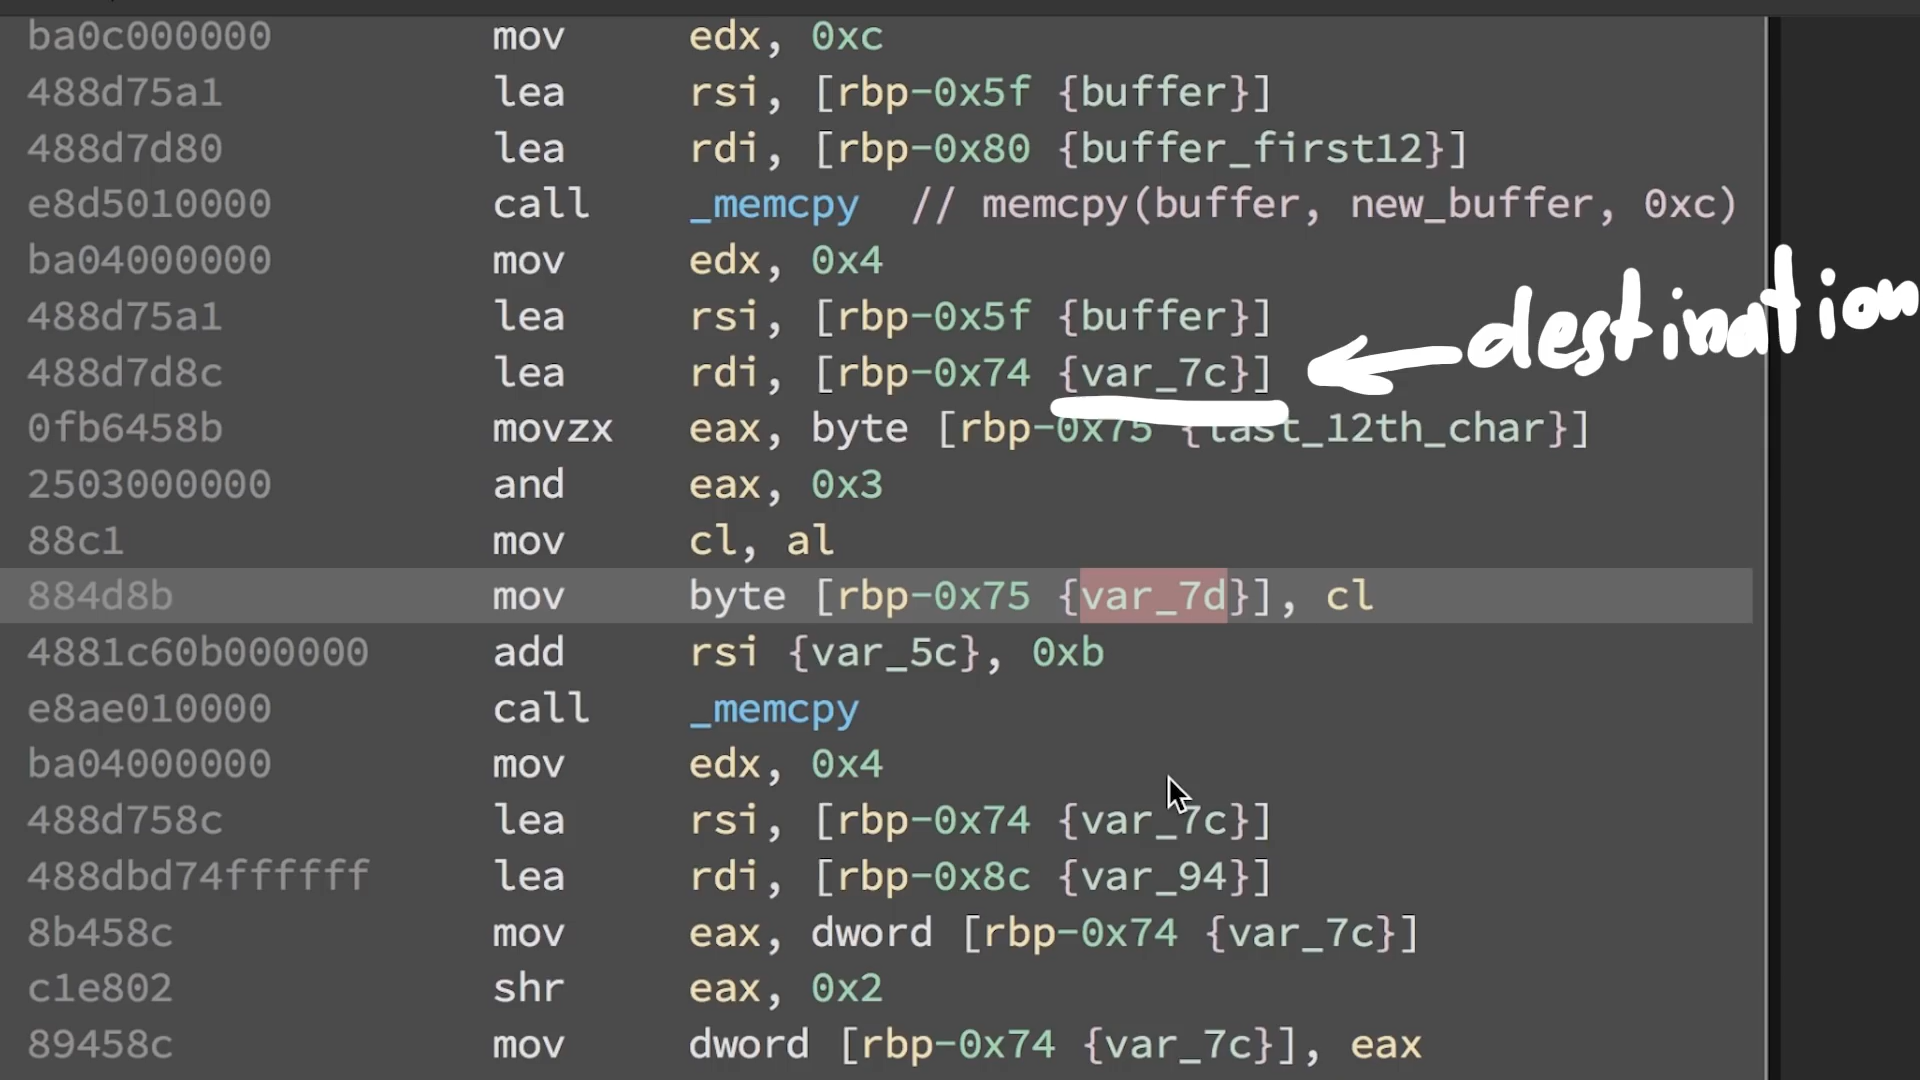 ba0c000000 mov edx, 0xc
488d75a1 lea rsi, [rbp-0x5f {buffer}]
488d7d80 lea rdi, [rbp-0x80 {buffer_first12}]
e8d5010000 call _memcpy // memcpy(buffer, new_buffer, 0xc)
ba04000000 mov edx, 0x4
488d75a1 lea rsi, [rbp-0x5f {buffer}]
488d7d8c lea rdi, [rbp-0x74 {var_7c}] destination
0fb6458b movzx eax, byte [rbp-0x75 {last_12th_char}]
2503000000 and eax, 0x3
88c1 mov cl, al
884d8b mov byte [rbp-0x75 {var_7d}], cl
4881c60b000000 add rsi {var_5c}, 0xb
e8ae010000 call _memcpy
ba04000000 mov edx, 0x4
488d758c lea rsi, [rbp-0x74 {var_7c}]
488dbd74ffffff lea rdi, [rbp-0x8c {var_94}]
8b458c mov eax, dword [rbp-0x74 {var_7c}]
c1e802 shr eax, 0x2
89458c mov dword [rbp-0x74 {var_7c}], eax